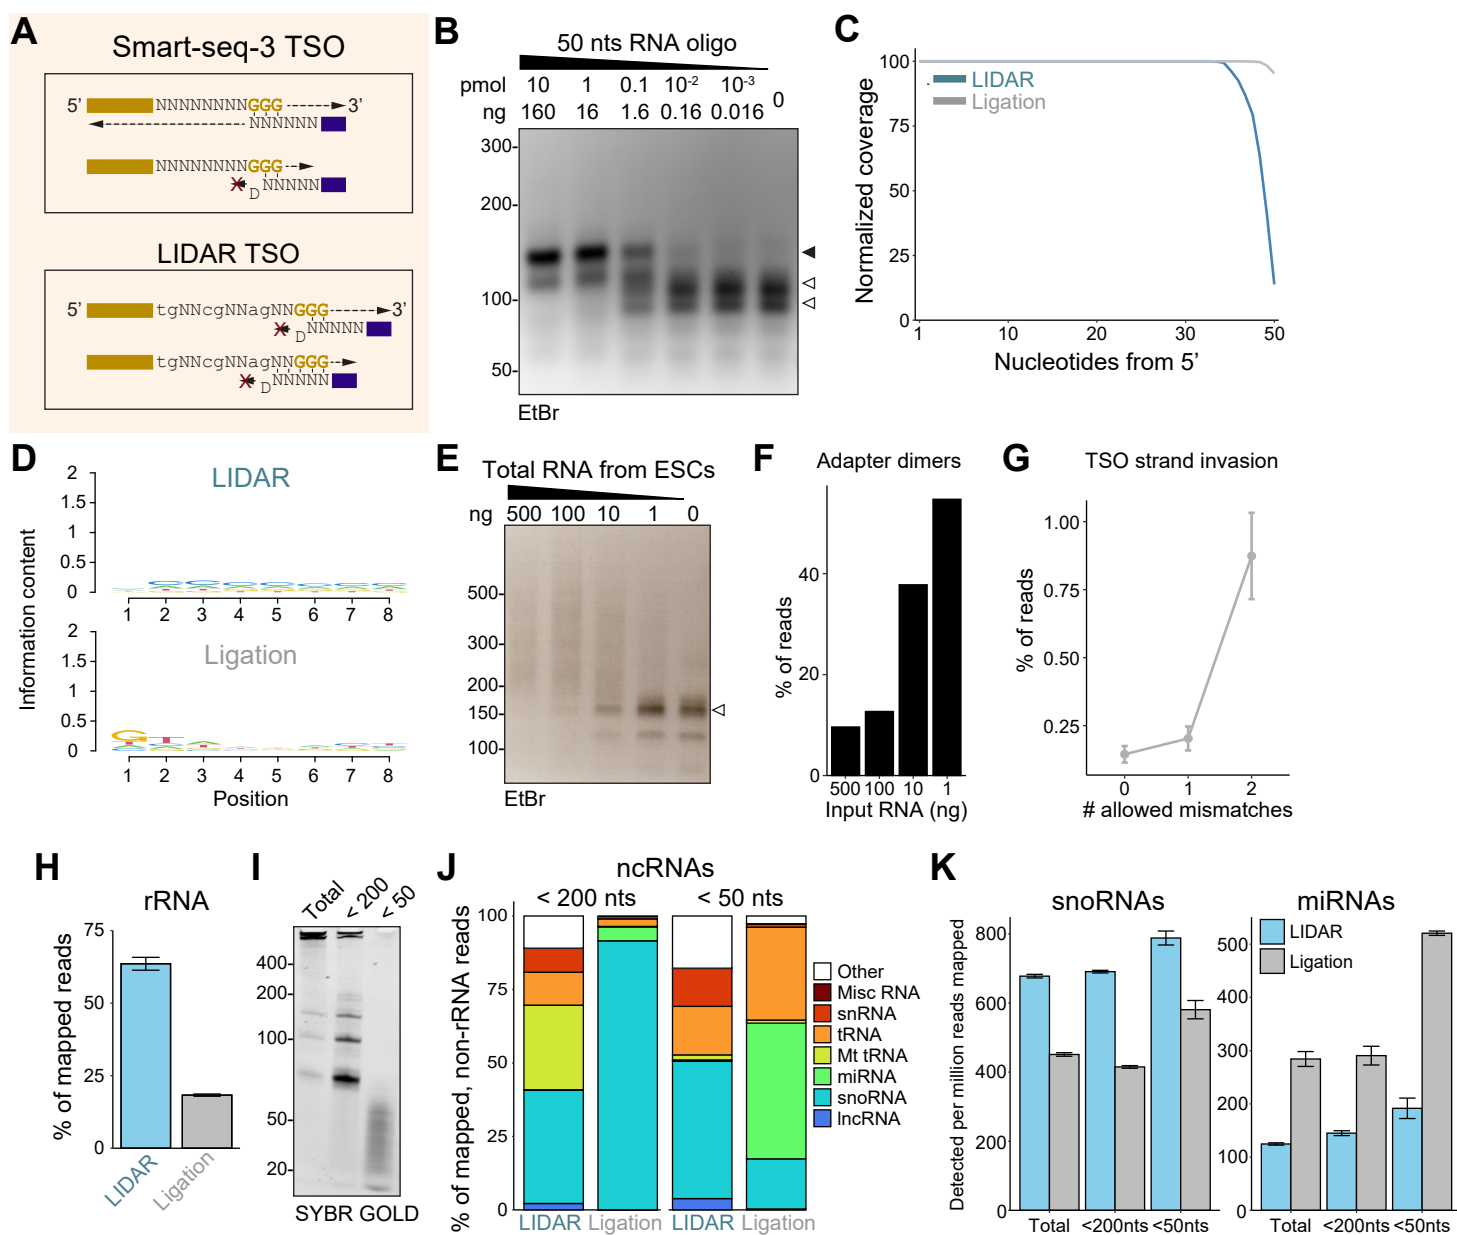 A
Smart-seq-3 TSO
5' NNNNNNNNGGG 3'
NNNNNN
NNNNNNNNGGG
D NNNNN
LIDAR TSO
5' tgNNcgNNagNNGGG 3'
D NNNNN
tgNNcgNNagNNGGG
D NNNNN
B
50 nts RNA oligo
pmol 10 1 0.1 10-2 10-3 0
ng 160 16 1.6 0.16 0.016
300
200
100
50
EtBr
C
Normalized coverage
100
75
50
25
0
LIDAR
Ligation
1 10 20 30 50
Nucleotides from 5'
D
Information content
LIDAR
2
1.5
1
0.5
0
1 2 3 4 5 6 7 8
Ligation
2
1.5
1
0.5
0
1 2 3 4 5 6 7 8
Position
E
Total RNA from ESCs
ng 500 100 10 1 0
500
300
200
150
100
EtBr
F
Adapter dimers
% of reads
40
20
0
500 100 10 1
Input RNA (ng)
G
TSO strand invasion
% of reads
1.00
0.75
0.50
0.25
0 1 2
# allowed mismatches
H
rRNA
% of mapped reads
75
50
25
0
LIDAR Ligation
I
Total < 200 < 50
400
200
100
50
20
SYBR GOLD
J
ncRNAs
< 200 nts < 50 nts
% of mapped, non-rRNA reads
100
75
50
25
0
LIDAR Ligation LIDAR Ligation
Other
Misc RNA
snRNA
tRNA
Mt tRNA
miRNA
snoRNA
lncRNA
K
snoRNAs
Detected per million reads mapped
800
600
400
200
0
Total <200nts <50nts
miRNAs
LIDAR
Ligation
500
400
300
200
100
0
Total <200nts <50nts